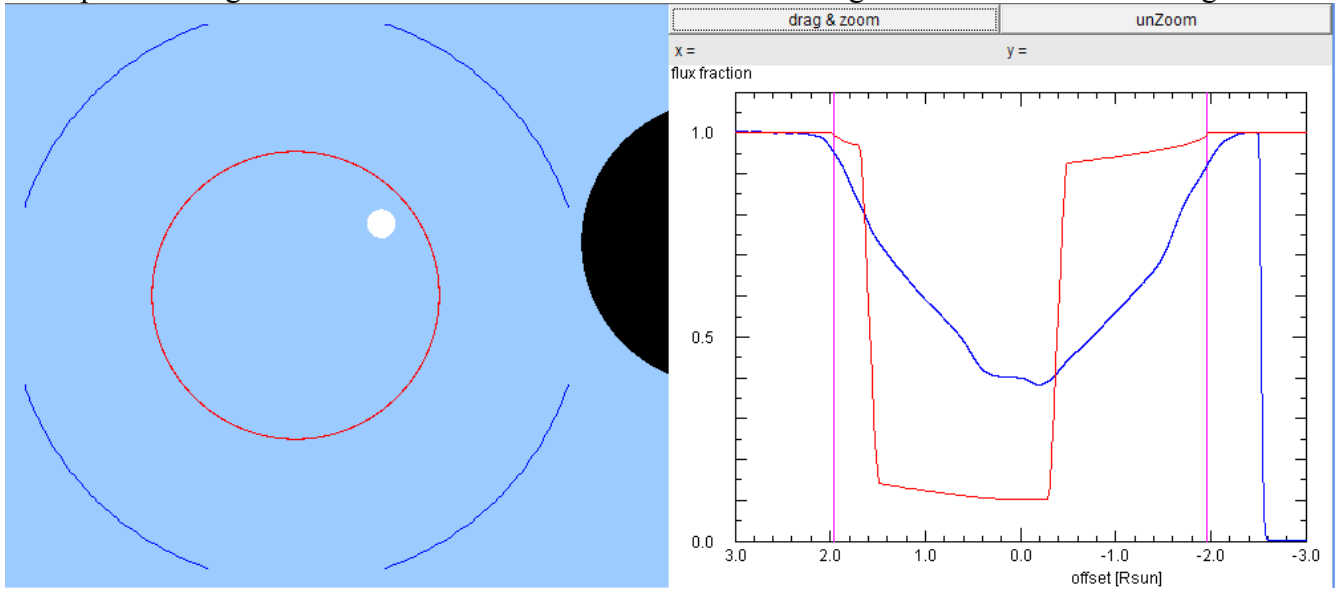 drag & zoom
unZoom
x =
y =
flux fraction
1.0
0.5
0.0
3.0 2.0 1.0 0.0 -1.0 -2.0 -3.0
offset [Rsun]